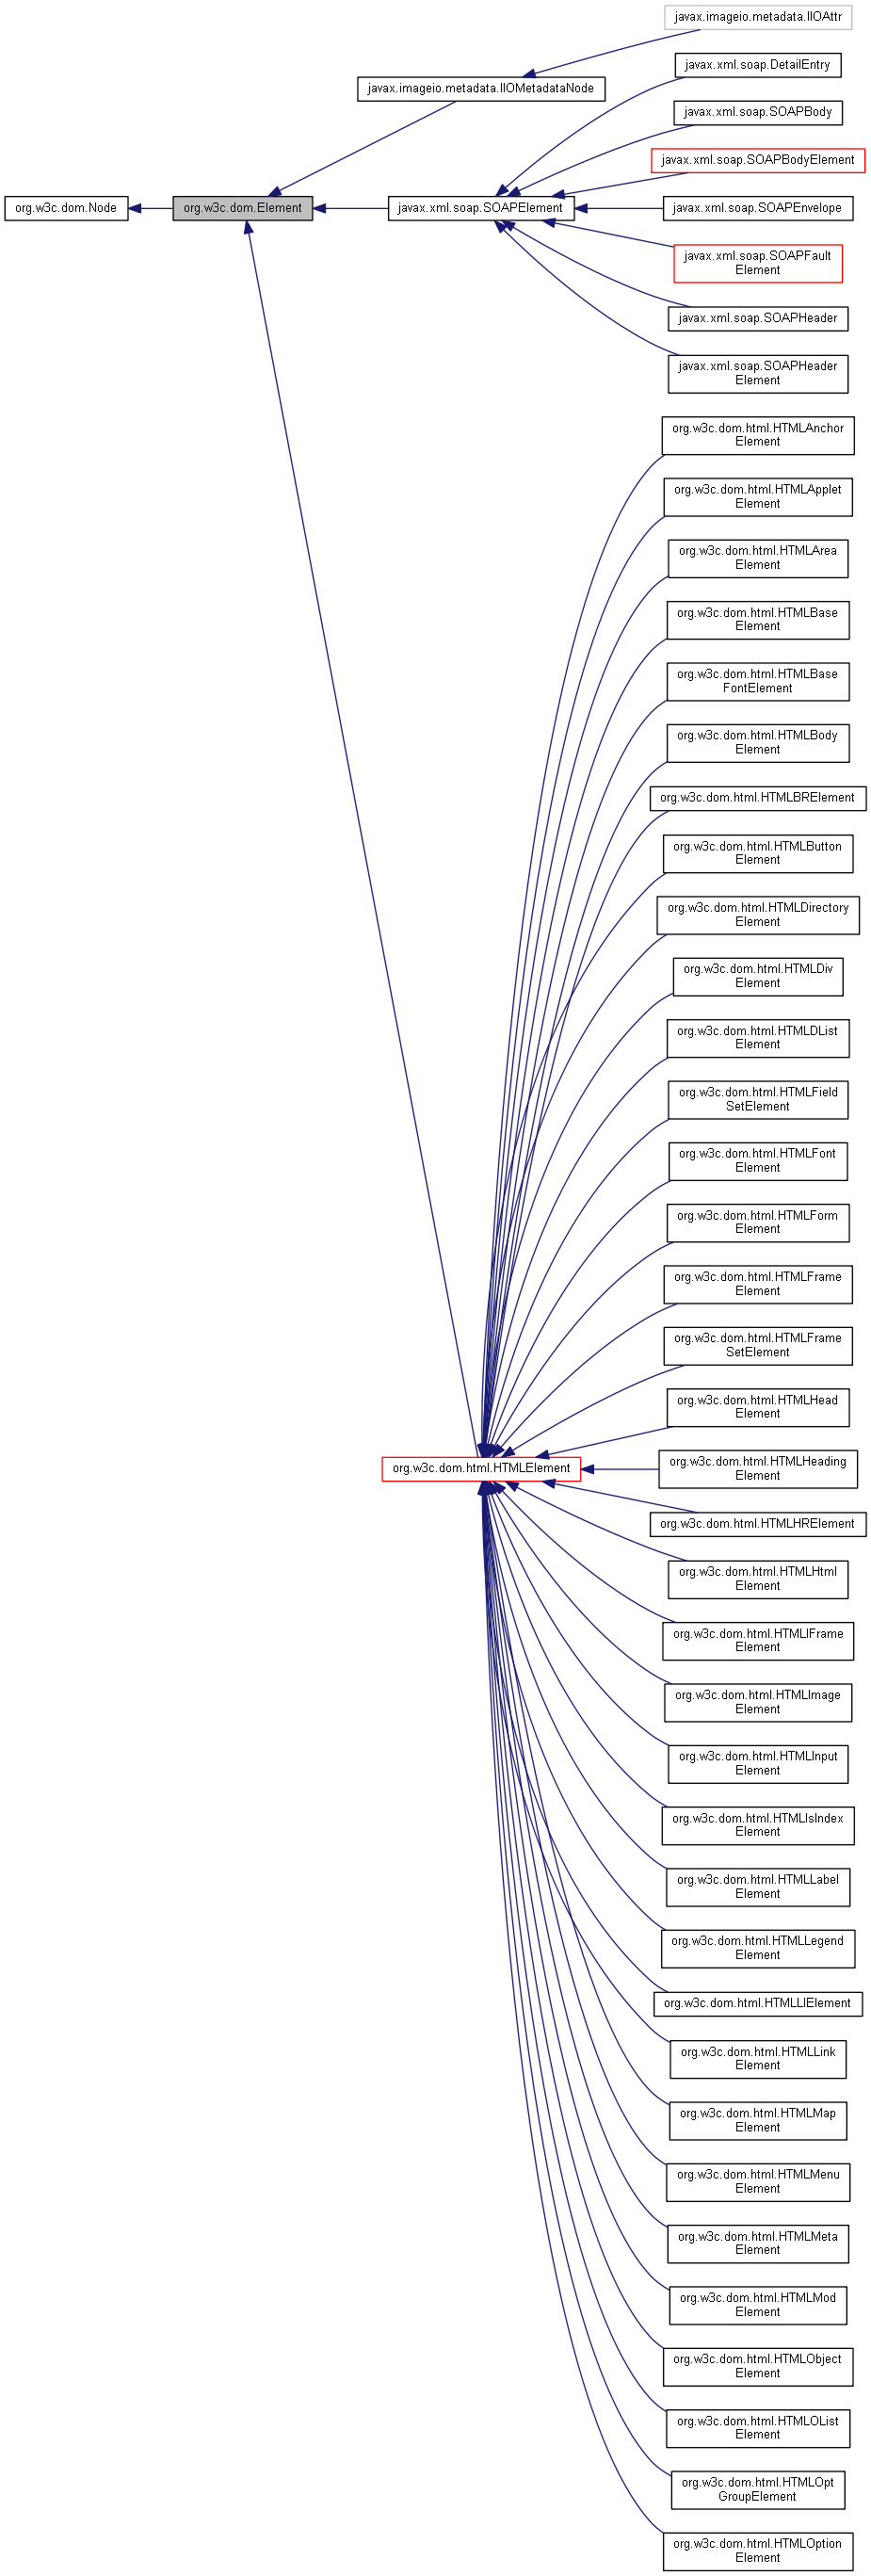 javax.imageio.metadata.IIOAttr
javax.xml.soap.DetailEntry
javax.imageio.metadata.IIOMetadataNode
javax.xml.soap.SOAPBody
javax.xml.soap.SOAPBodyElement
org.w3c.dom.Node
org.w3c.dom.Element
javax.xml.soap.SOAPElement
javax.xml.soap.SOAPEnvelope
javax.xml.soap.SOAPFault
Element
javax.xml.soap.SOAPHeader
javax.xml.soap.SOAPHeader
Element
org.w3c.dom.html.HTMLAnchor
Element
org.w3c.dom.html.HTMLApplet
Element
org.w3c.dom.html.HTMLArea
Element
org.w3c.dom.html.HTMLBase
Element
org.w3c.dom.html.HTMLBase
FontElement
org.w3c.dom.html.HTMLBody
Element
org.w3c.dom.html.HTMLBRElement
org.w3c.dom.html.HTMLButton
Element
org.w3c.dom.html.HTMLDirectory
Element
org.w3c.dom.html.HTMLDiv
Element
org.w3c.dom.html.HTMLDList
Element
org.w3c.dom.html.HTMLField
SetElement
org.w3c.dom.html.HTMLFont
Element
org.w3c.dom.html.HTMLForm
Element
org.w3c.dom.html.HTMLFrame
Element
org.w3c.dom.html.HTMLFrame
SetElement
org.w3c.dom.html.HTMLHead
Element
org.w3c.dom.html.HTMLElement
org.w3c.dom.html.HTMLHeading
Element
org.w3c.dom.html.HTMLHRElement
org.w3c.dom.html.HTMLHtml
Element
org.w3c.dom.html.HTMLIFrame
Element
org.w3c.dom.html.HTMLImage
Element
org.w3c.dom.html.HTMLInput
Element
org.w3c.dom.html.HTMLIsIndex
Element
org.w3c.dom.html.HTMLLabel
Element
org.w3c.dom.html.HTMLLegend
Element
org.w3c.dom.html.HTMLLIElement
org.w3c.dom.html.HTMLLink
Element
org.w3c.dom.html.HTMLMap
Element
org.w3c.dom.html.HTMLMenu
Element
org.w3c.dom.html.HTMLMeta
Element
org.w3c.dom.html.HTMLMod
Element
org.w3c.dom.html.HTMLObject
Element
org.w3c.dom.html.HTMLOList
Element
org.w3c.dom.html.HTMLOpt
GroupElement
org.w3c.dom.html.HTMLOption
Element